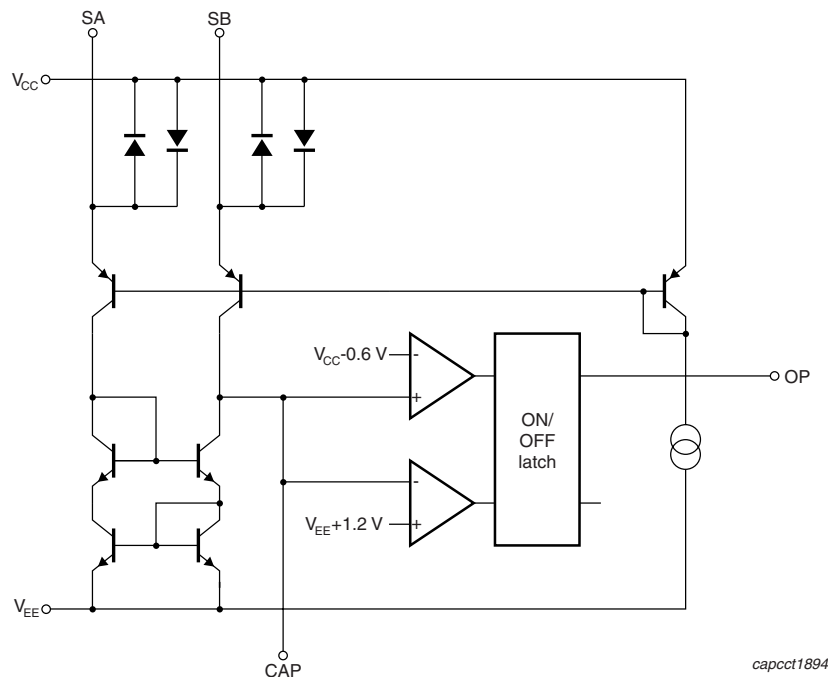 SA
SB
VCC
VCC-0.6 V
-
+
ON/
OFF
latch
OP
-
+
VEE+1.2 V
VEE
CAP
capcct1894